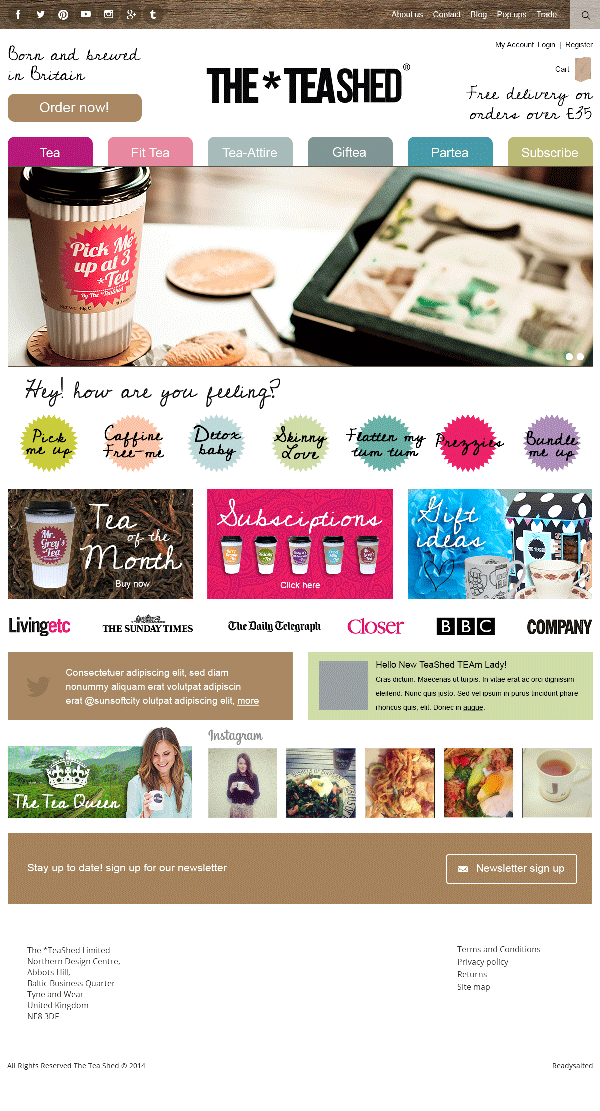 About us Contact Blog Pop ups Trade
My Account Login | Register
Born and brewed
in Britain
THE*TEASHED®
Cart
Order now!
Free delivery on
orders over £35
Tea Fit Tea Tea-Attire Giftea Partea Subscribe
Pick Me
up at 3
*Tea
By The *TeaShed
Hey! how are you feeling?
Pick
me up
Caffine
Free-me
Detox
baby
Skinny
Love
Flatten my
tum tum
Prezzies
Bundle
me up
Mr.
Grey's
*Tea
Tea
of the
Month
Buy now
Subsciptions
Click here
Gift
ideas
Livingetc
THE SUNDAY TIMES
The Daily Telegraph
Closer
BBC
COMPANY
Consectetuer adipiscing elit, sed diam
nonummy aliquam erat volutpat adipiscin
erat @sunsoftcity olutpat adipiscing elit, more
Hello New TeaShed TEAm Lady!
Cras dictum. Maecenas ut turpis. In vitae erat ac orci dignissim
eleifend. Nunc quis justo. Sed vel ipsum in purus tincidunt phare
rhoncus quis, elit. Donec in augue.
The Tea Queen
Instagram
Stay up to date! sign up for our newsletter
Newsletter sign up
The *TeaShed Limited
Northern Design Centre,
Abbots Hill,
Baltic Business Quarter
Tyne and Wear
United Kingdom
NE8 3DF
Terms and Conditions
Privacy policy
Returns
Site map
All Rights Reserved The Tea Shed © 2014
Readysalted